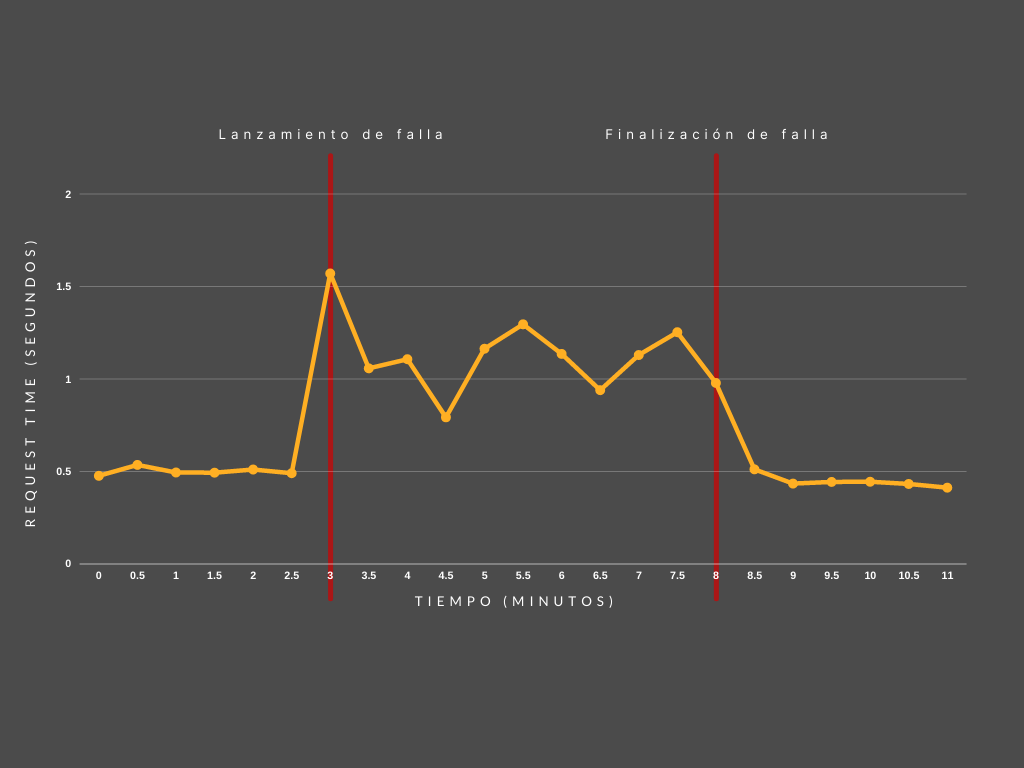 Lanzamiento de falla
Finalización de falla
REQUEST TIME (SEGUNDOS)
2
1.5
1
0.5
0
0 0.5 1 1.5 2 2.5 3 3.5 4 4.5 5 5.5 6 6.5 7 7.5 8 8.5 9 9.5 10 10.5 11
TIEMPO (MINUTOS)